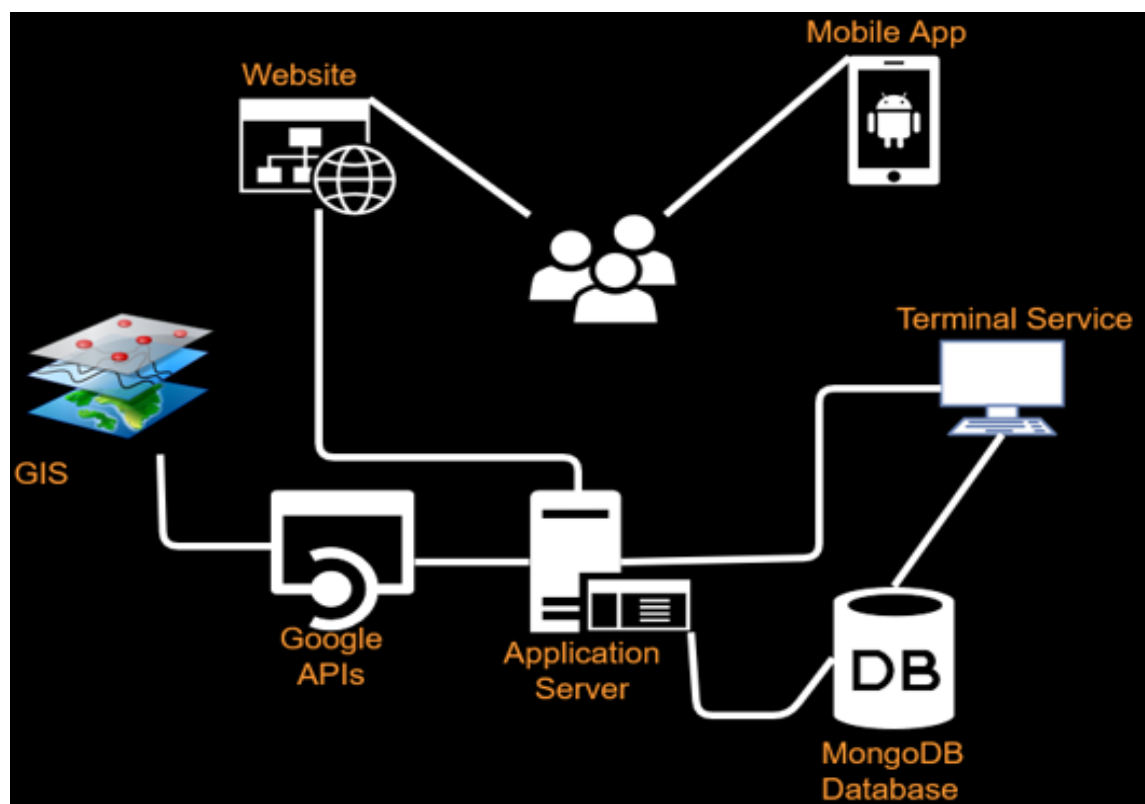 Mobile App
Website
Terminal Service
GIS
Google
APIs
Application
Server
DB
MongoDB
Database